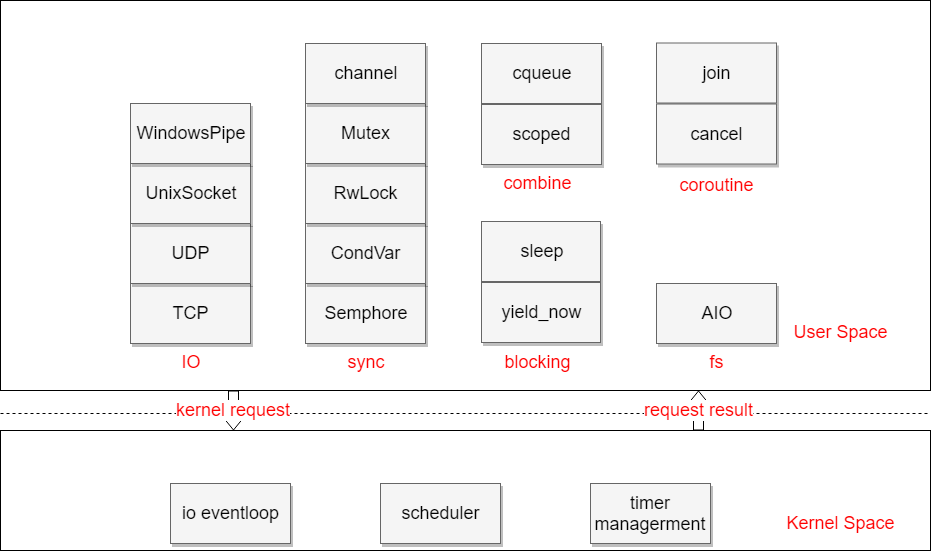 WindowsPipe
UnixSocket
UDP
TCP
IO
channel
Mutex
RwLock
CondVar
Semphore
sync
cqueue
scoped
combine
sleep
yield_now
blocking
join
cancel
coroutine
AIO
fs
User Space
kernel request
request result
io eventloop
scheduler
timer
managerment
Kernel Space